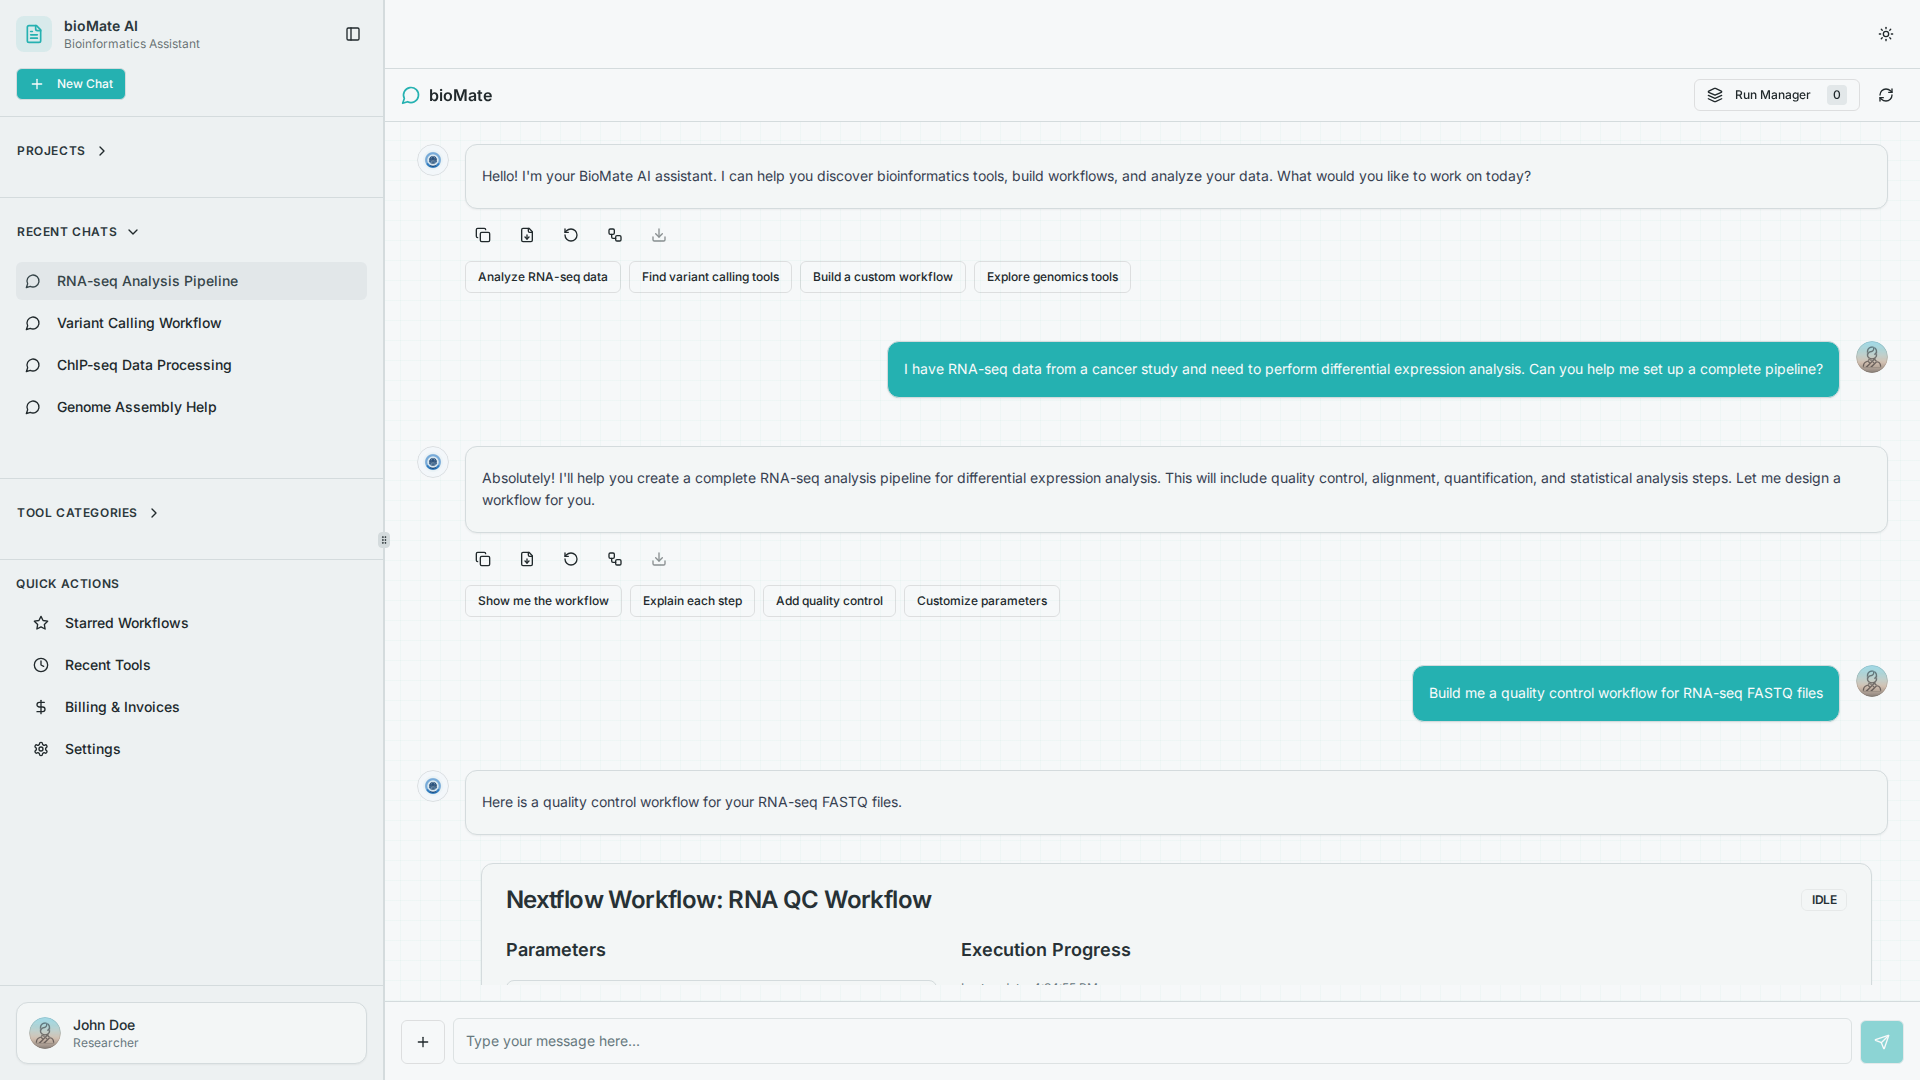 bioMate AI
Bioinformatics Assistant
New Chat
PROJECTS
RECENT CHATS
RNA-seq Analysis Pipeline
Variant Calling Workflow
ChIP-seq Data Processing
Genome Assembly Help
TOOL CATEGORIES
QUICK ACTIONS
Starred Workflows
Recent Tools
Billing & Invoices
Settings
John Doe
Researcher
bioMate
Run Manager 0
Hello! I'm your BioMate AI assistant. I can help you discover bioinformatics tools, build workflows, and analyze your data. What would you like to work on today?
Analyze RNA-seq data
Find variant calling tools
Build a custom workflow
Explore genomics tools
I have RNA-seq data from a cancer study and need to perform differential expression analysis. Can you help me set up a complete pipeline?
Absolutely! I'll help you create a complete RNA-seq analysis pipeline for differential expression analysis. This will include quality control, alignment, quantification, and statistical analysis steps. Let me design a
workflow for you.
Show me the workflow
Explain each step
Add quality control
Customize parameters
Build me a quality control workflow for RNA-seq FASTQ files
Here is a quality control workflow for your RNA-seq FASTQ files.
Nextflow Workflow: RNA QC Workflow
IDLE
Parameters
Execution Progress
Type your message here...